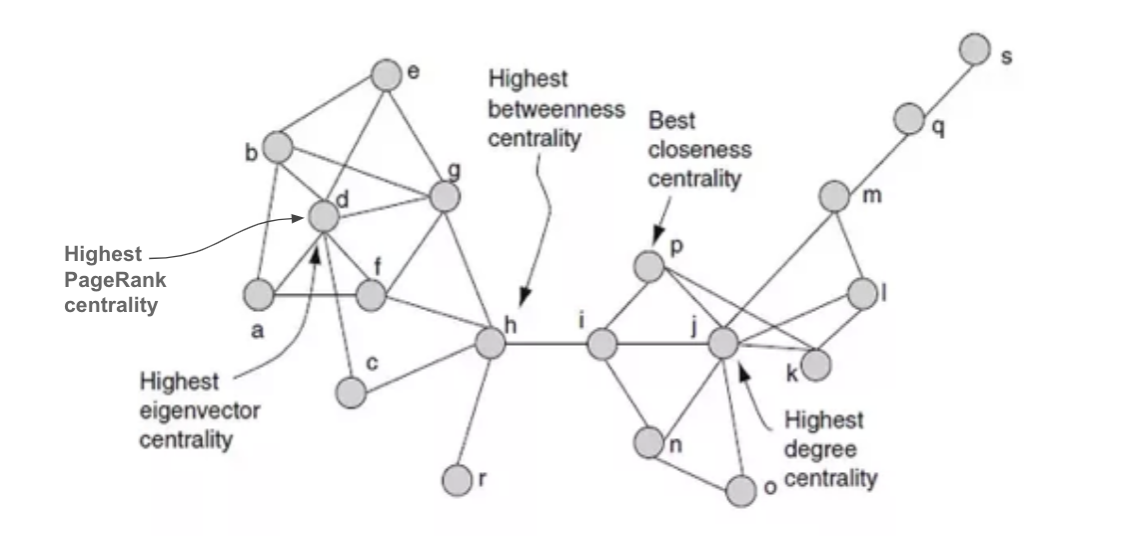 s
e
Highest
betweenness
centrality
Best
closeness
centrality
q
b
g
d
m
Highest
PageRank
centrality
p
f
l
a
h
i
j
c
k
Highest
eigenvector
centrality
Highest
degree
centrality
n
r
o